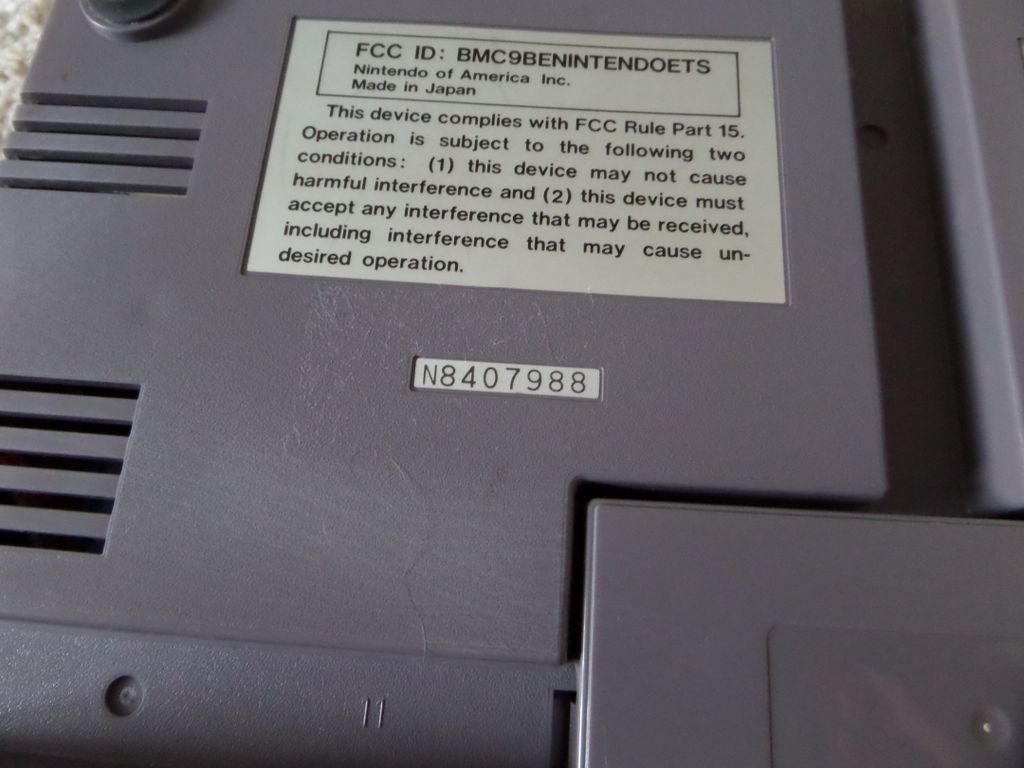 FCC ID: BMC9BENINTENDOETS
Nintendo of America Inc.
Made in Japan
This device complies with FCC Rule Part 15.
Operation is subject to the following two
conditions: (1) this device may not cause
harmful interference and (2) this device must
accept any interference that may be received,
including interference that may cause un-
desired operation.
N8407988